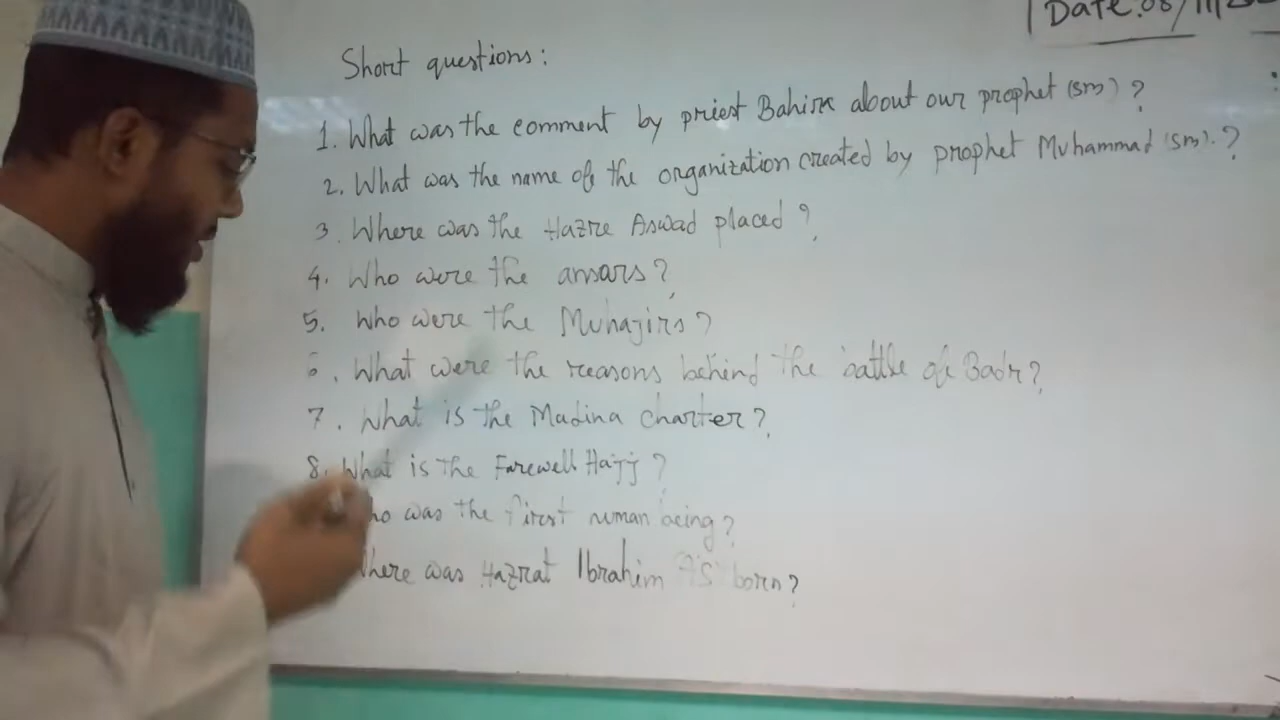 Date: 08/11/20
Short questions:
1. What was the comment by priest Bahira about our prophet (sm)?
2. What was the name of the organization created by prophet Muhammad (sm).?
3. Where was the Hazre Aswad placed?
4. Who were the ansars?
5. Who were the Muhajirs?
6. What were the reasons behind the battle of Badr?
7. What is the Madina Charter?
8. What is the Farewell Hajj?
ho was the first human being?
here was Hazrat Ibrahim AS born?